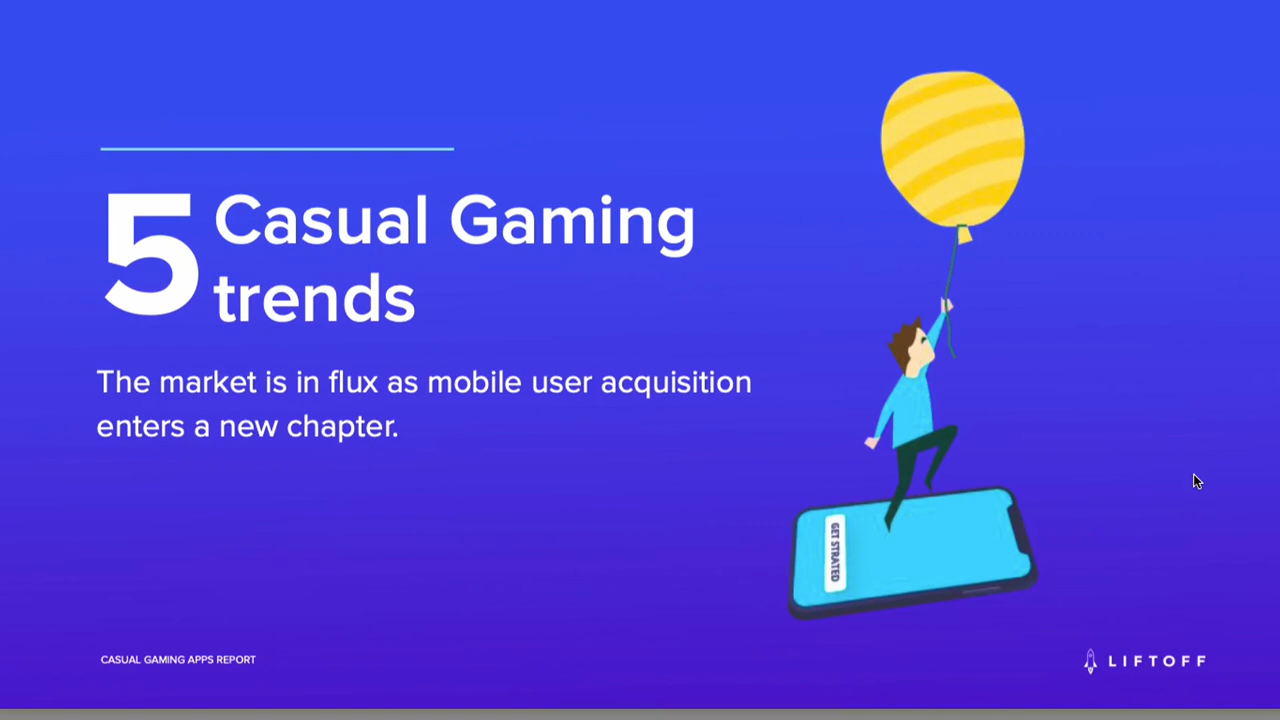 5 Casual Gaming
trends
The market is in flux as mobile user acquisition
enters a new chapter.
GET STRATED
CASUAL GAMING APPS REPORT
LIFTOFF